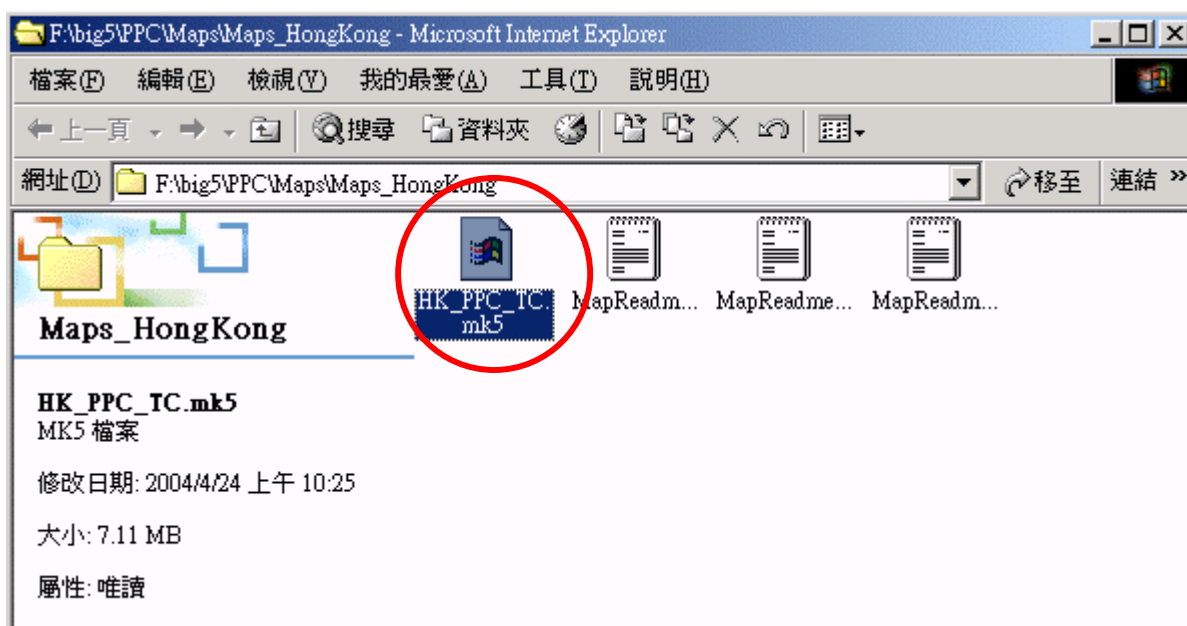 F:\big5\PPC\Maps\Maps_HongKong - Microsoft Internet Explorer
檔案(F) 編輯(E) 檢視(V) 我的最愛(A) 工具(T) 說明(H)
上一頁 搜尋 資料夾
網址(D) F:\big5\PPC\Maps\Maps_HongKong 移至 連結 »
Maps_HongKong
HK_PPC_TC.
mk5
MapReadm... MapReadme... MapReadm...
HK_PPC_TC.mk5
MK5 檔案
修改日期: 2004/4/24 上午 10:25
大小: 7.11 MB
屬性: 唯讀